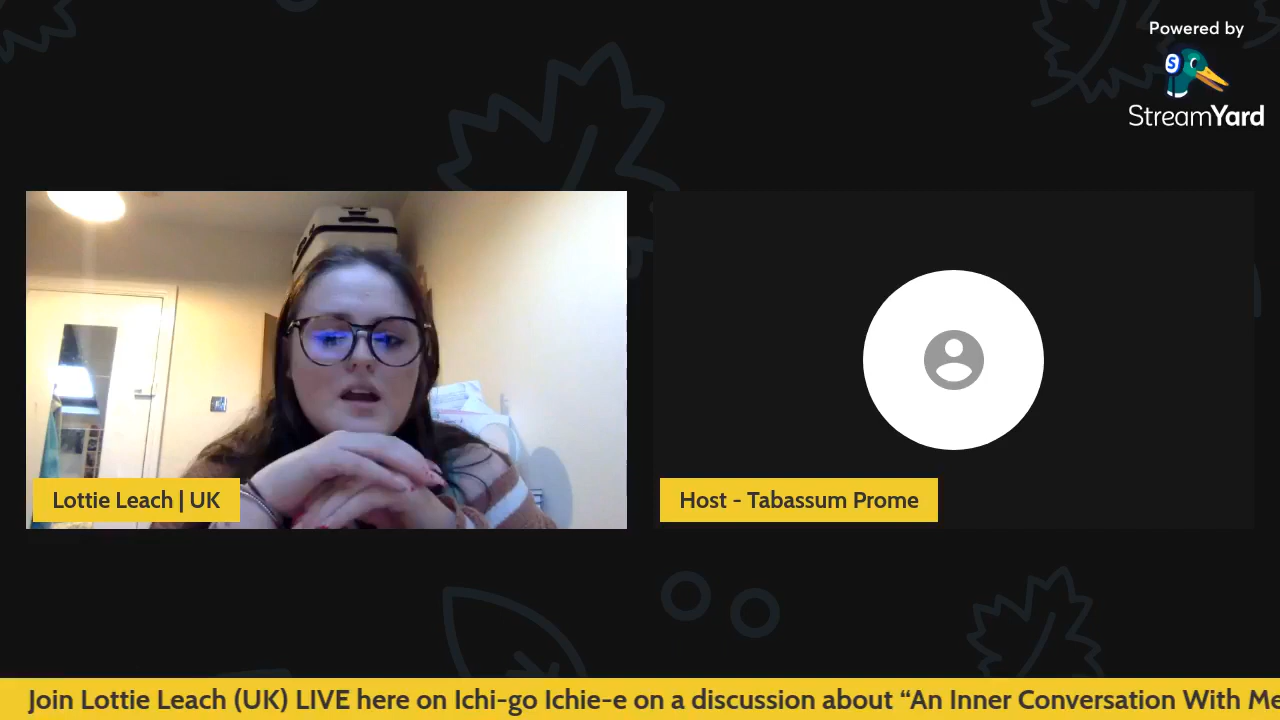 Powered by
S
StreamYard
Lottie Leach | UK
Host - Tabassum Prome
Join Lottie Leach (UK) LIVE here on Ichi-go Ichie-e on a discussion about “An Inner Conversation With Me